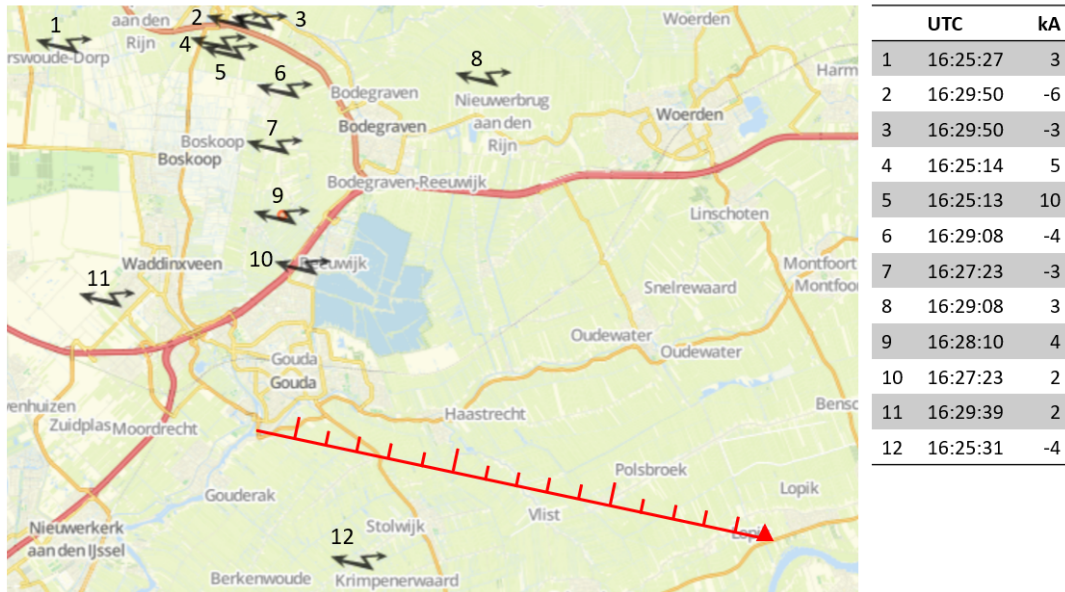 1
aan den
Rijn
2
3
Woerden
4
5
rswoude-Dorp
6
8
Harm
Bodegraven
Nieuwerbrug
aan den
Rijn
Woerden
7
Bodegraven
Boskoop
Boskoop
Bodegraven-Reeuwijk
9
Linschoten
10
Reeuwijk
Waddinxveen
Montfoort
Montfoor
11
Snelrewaard
Oudewater
Oudewater
Gouda
Gouda
venhuizen
Zuidplas
Moordrecht
Haastrecht
Bensc
Polsbroek
Lopik
Gouderak
Vlist
Stolwijk
Lopik
Nieuwerkerk
aan den IJssel
12
Berkenwoude
Krimpenerwaard
UTC kA
1 16:25:27 3
2 16:29:50 -6
3 16:29:50 -3
4 16:25:14 5
5 16:25:13 10
6 16:29:08 -4
7 16:27:23 -3
8 16:29:08 3
9 16:28:10 4
10 16:27:23 2
11 16:29:39 2
12 16:25:31 -4